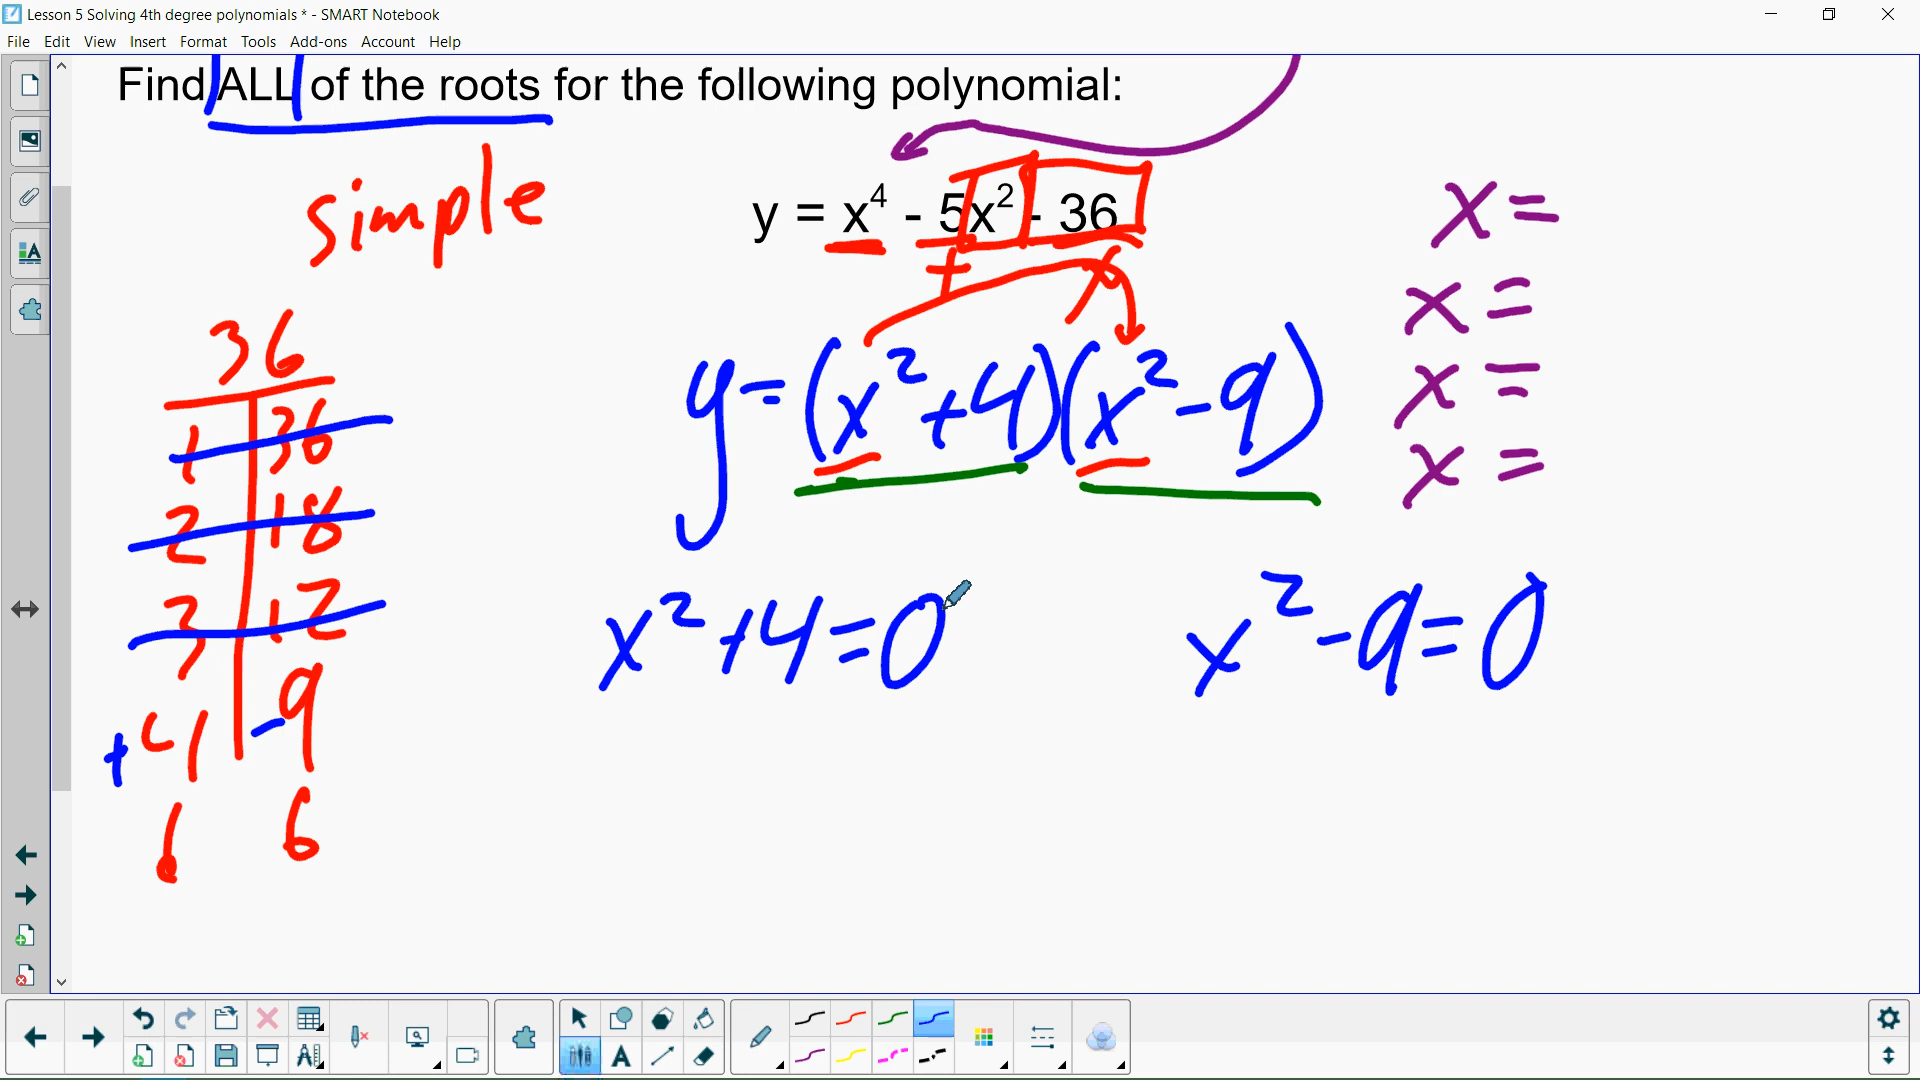 Lesson 5 Solving 4th degree polynomials * - SMART Notebook
File Edit View Insert Format Tools Add-ons Account Help
Find ALL of the roots for the following polynomial:
simple
y = x⁴ - 5x² - 36
+ x
x =
x =
x =
x =
y = (x² + 4)(x² - 9)
36
1 36
2 18
3 12
+4 -9
6 6
x² + 4 = 0
x² - 9 = 0